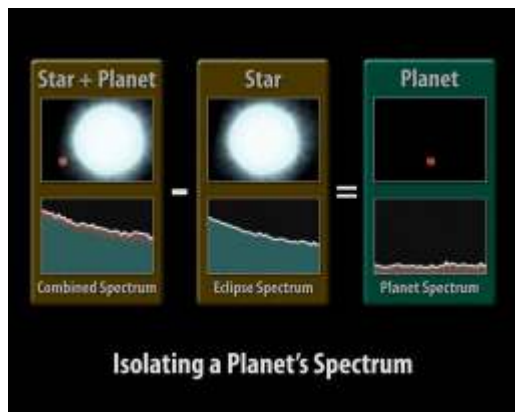 Star + Planet
Star
Planet
-
=
Combined Spectrum
Eclipse Spectrum
Planet Spectrum
Isolating a Planet's Spectrum